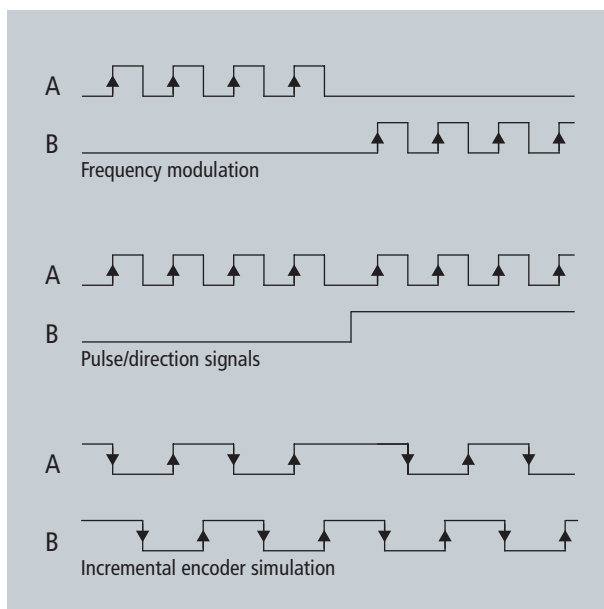 A
B
Frequency modulation
A
B
Pulse/direction signals
A
B
Incremental encoder simulation